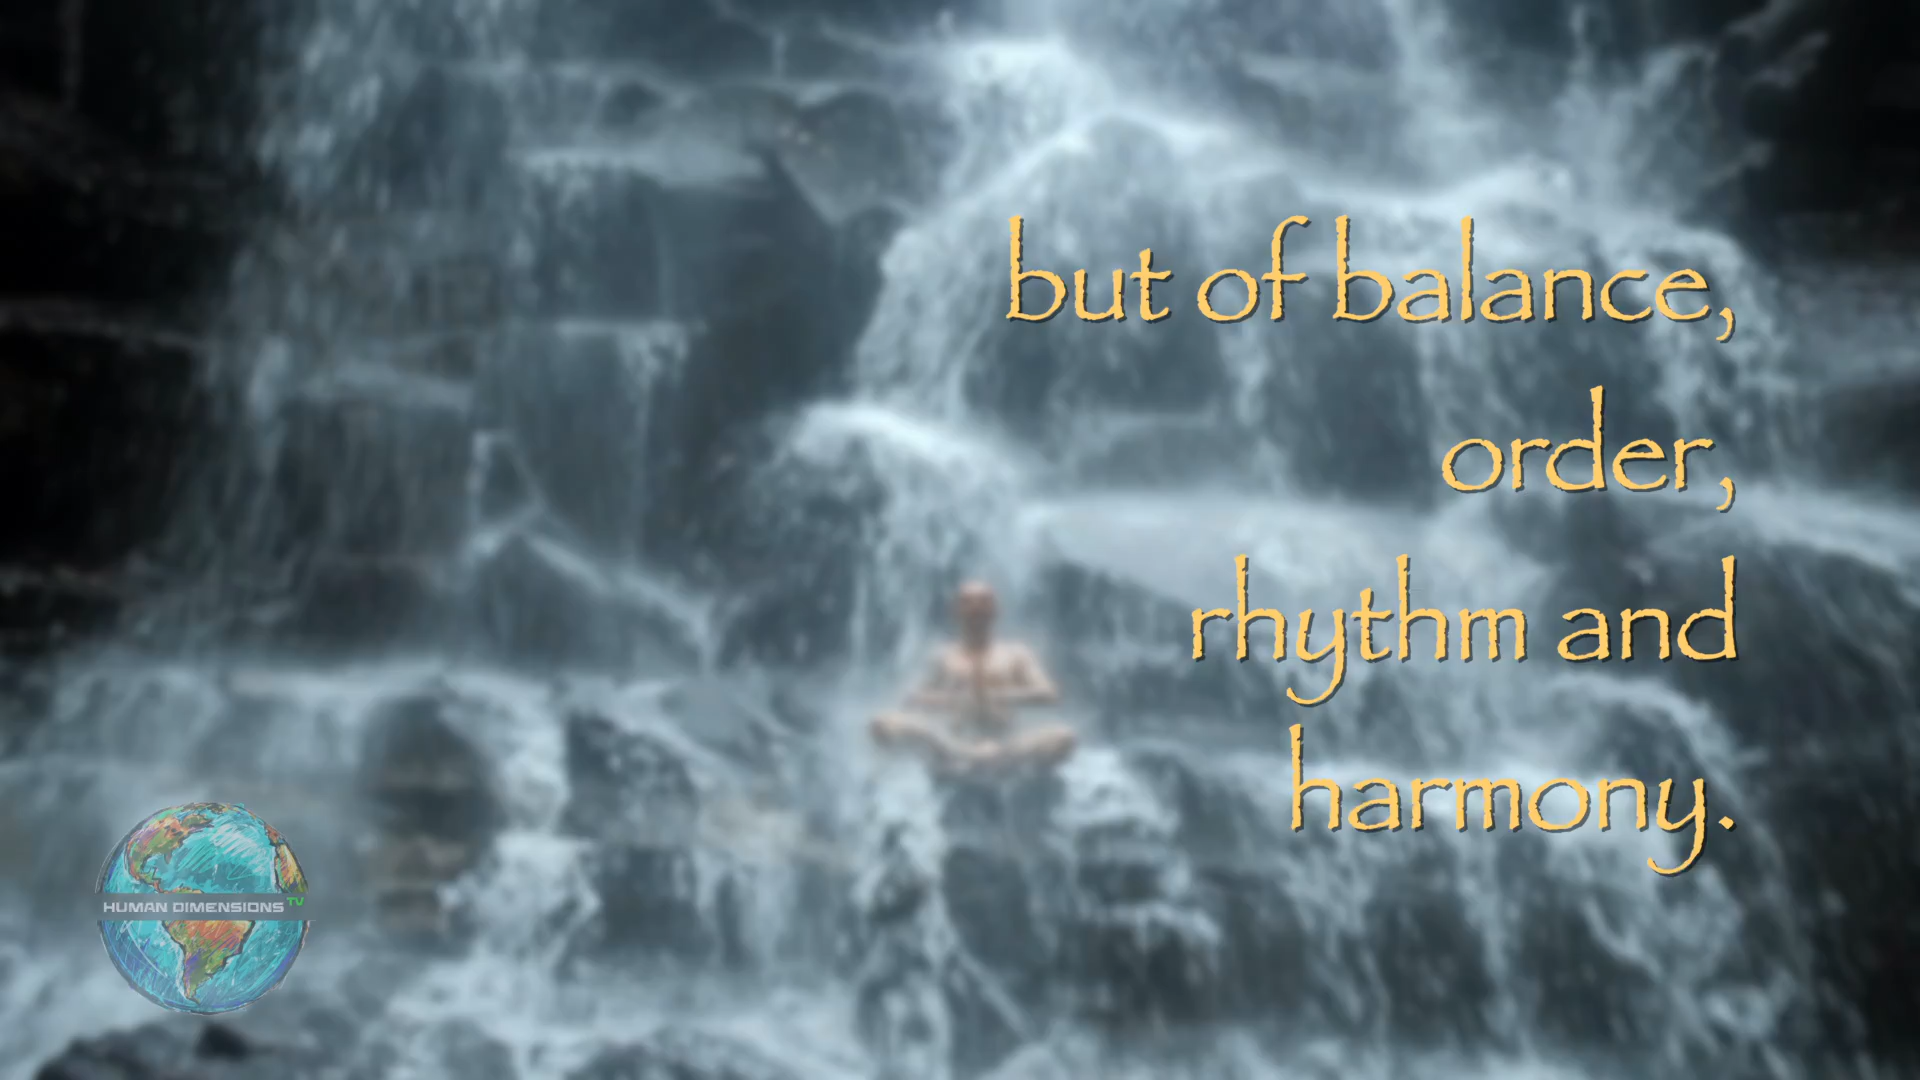 but of balance,
order,
rhythm and
harmony.
HUMAN DIMENSIONS TV